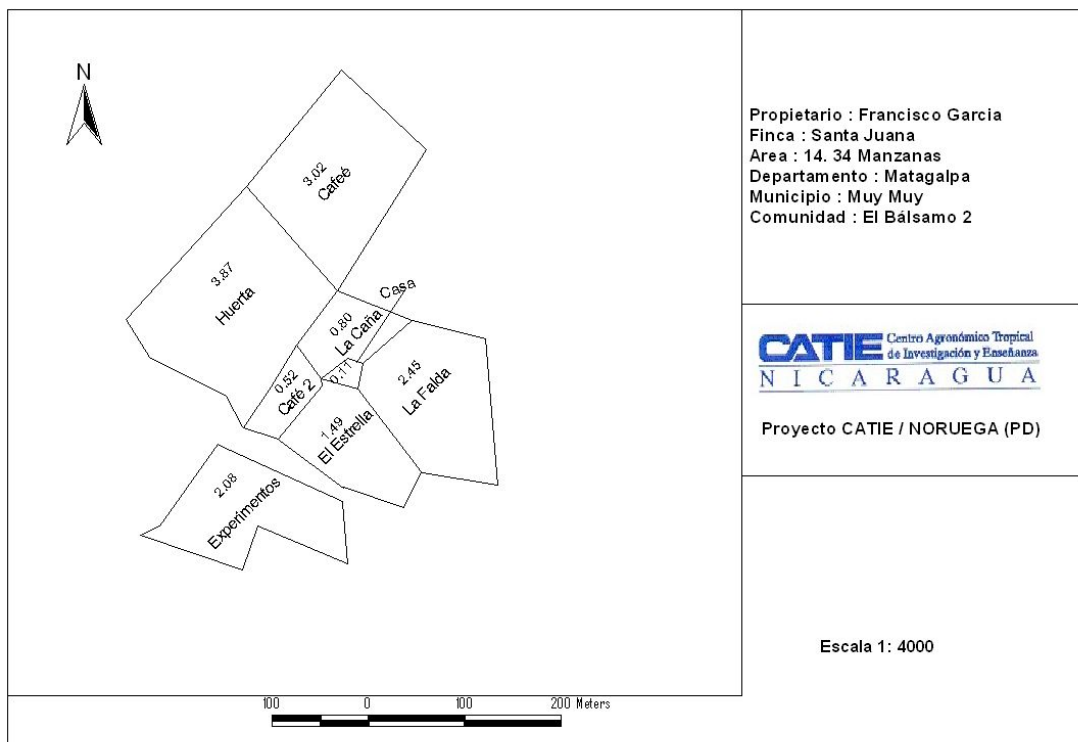 N
3.02
Cafeé
3.87
Huerta
Casa
0.80
La Caña
0.52
Café 2
0.11
2.45
La Falda
1.49
El Estrella
2.08
Experimentos
100 0 100 200 Meters
Propietario : Francisco Garcia
Finca : Santa Juana
Area : 14. 34 Manzanas
Departamento : Matagalpa
Municipio : Muy Muy
Comunidad : El Bálsamo 2
CATIE Centro Agronómico Tropical
de Investigación y Enseñanza
NICARAGUA
Proyecto CATIE / NORUEGA (PD)
Escala 1: 4000